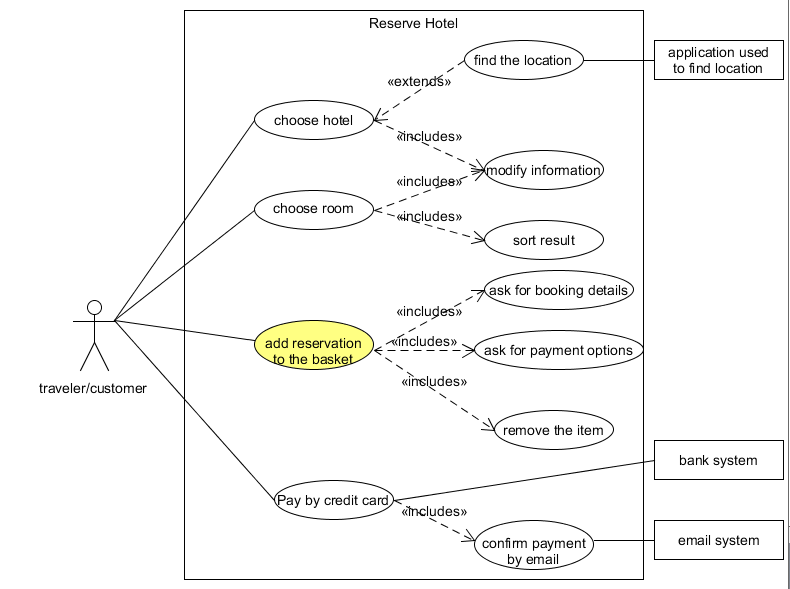 Reserve Hotel
find the location
application used
to find location
«extends»
choose hotel
«includes»
modify information
«includes»
choose room
«includes»
sort result
ask for booking details
«includes»
add reservation
to the basket
«includes»
ask for payment options
«includes»
traveler/customer
remove the item
bank system
Pay by credit card
«includes»
confirm payment
by email
email system